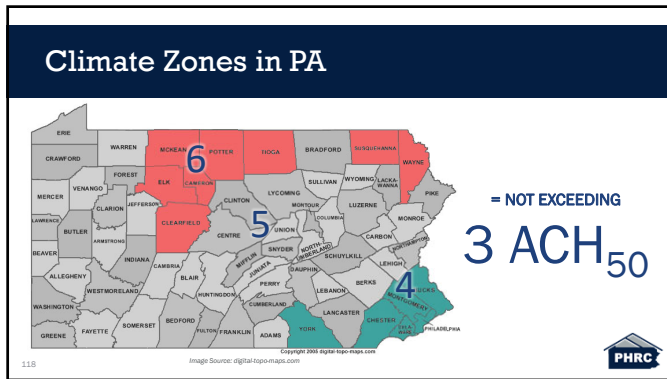 Climate Zones in PA
ERIE
CRAWFORD
WARREN
MCKEAN
POTTER
TIOGA
BRADFORD
SUSQUEHANNA
WAYNE
6
FOREST
ELK
CAMERON
SULLIVAN
WYOMING
LACKA-
WANNA
PIKE
MERCER
VENANGO
CLARION
JEFFERSON
CLINTON
LYCOMING
MONTOUR
COLUMBIA
LUZERNE
MONROE
LAWRENCE
BUTLER
ARMSTRONG
CLEARFIELD
CENTRE
5
UNION
SNYDER
NORTH-
UMBERLAND
CARBON
NORTHAMPTON
BEAVER
ALLEGHENY
INDIANA
CAMBRIA
BLAIR
MIFFLIN
JUNIATA
PERRY
DAUPHIN
SCHUYLKILL
LEHIGH
BERKS
4
BUCKS
MONTGOMERY
WASHINGTON
WESTMORELAND
HUNTINGDON
CUMBERLAND
LEBANON
LANCASTER
CHESTER
DELA-
WARE
PHILADELPHIA
GREENE
FAYETTE
SOMERSET
BEDFORD
FULTON
FRANKLIN
ADAMS
YORK
Copyright 2005 digital-topo-maps.com
= NOT EXCEEDING
3 ACH50
118
Image Source: digital-topo-maps.com
PHRC